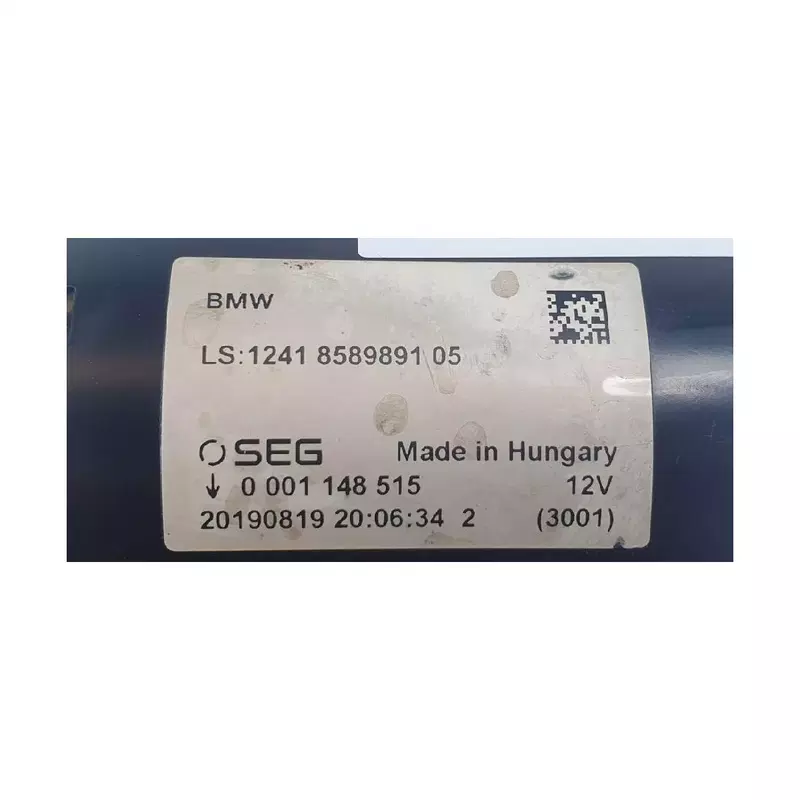 BMW
LS:1241 8589891 05
SEG Made in Hungary
↓ 0 001 148 515 12V
20190819 20:06:34 2 (3001)